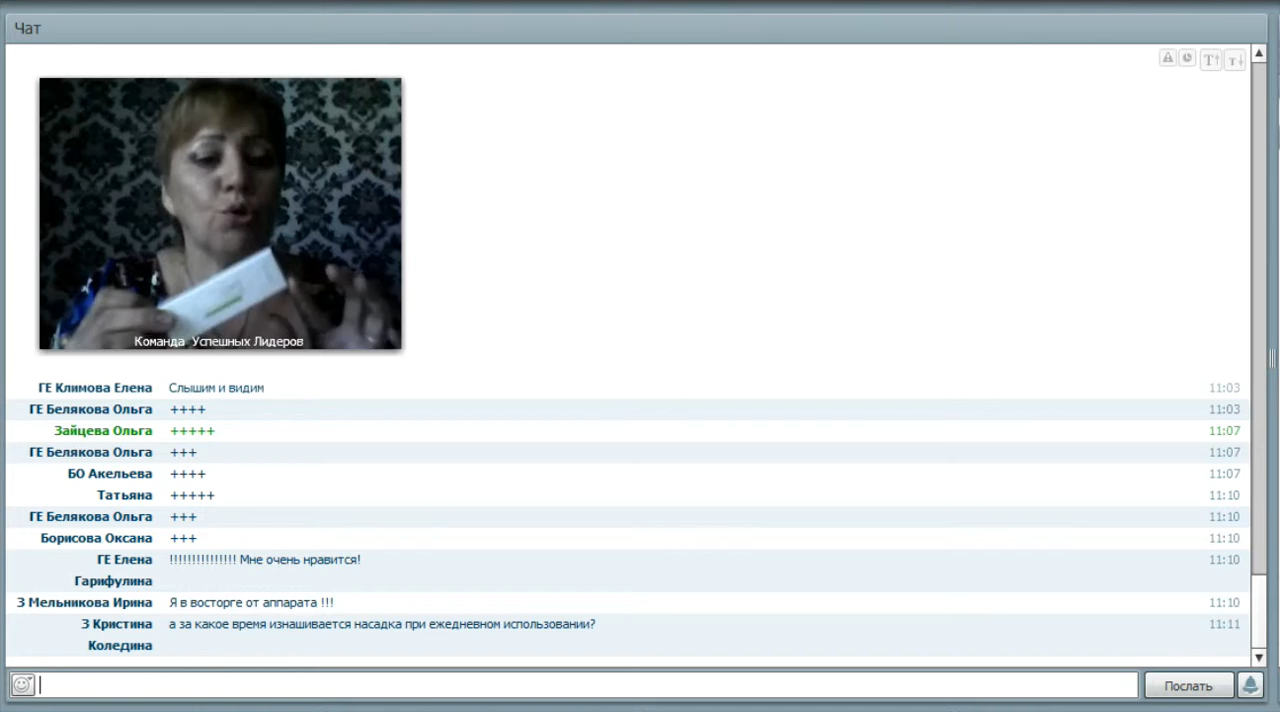 Чат
Команда Успешных Лидеров
ГЕ Климова Елена Слышим и видим 11:03
ГЕ Белякова Ольга ++++ 11:03
Зайцева Ольга +++++ 11:07
ГЕ Белякова Ольга +++ 11:07
БО Акельева ++++ 11:07
Татьяна +++++ 11:10
ГЕ Белякова Ольга +++ 11:10
Борисова Оксана +++ 11:10
ГЕ Елена !!!!!!!!!!!!!!! Мне очень нравится! 11:10
Гарифулина
З Мельникова Ирина Я в восторге от аппарата !!! 11:10
З Кристина а за какое время изнашивается насадка при ежедневном использовании? 11:11
Коледина
Послать